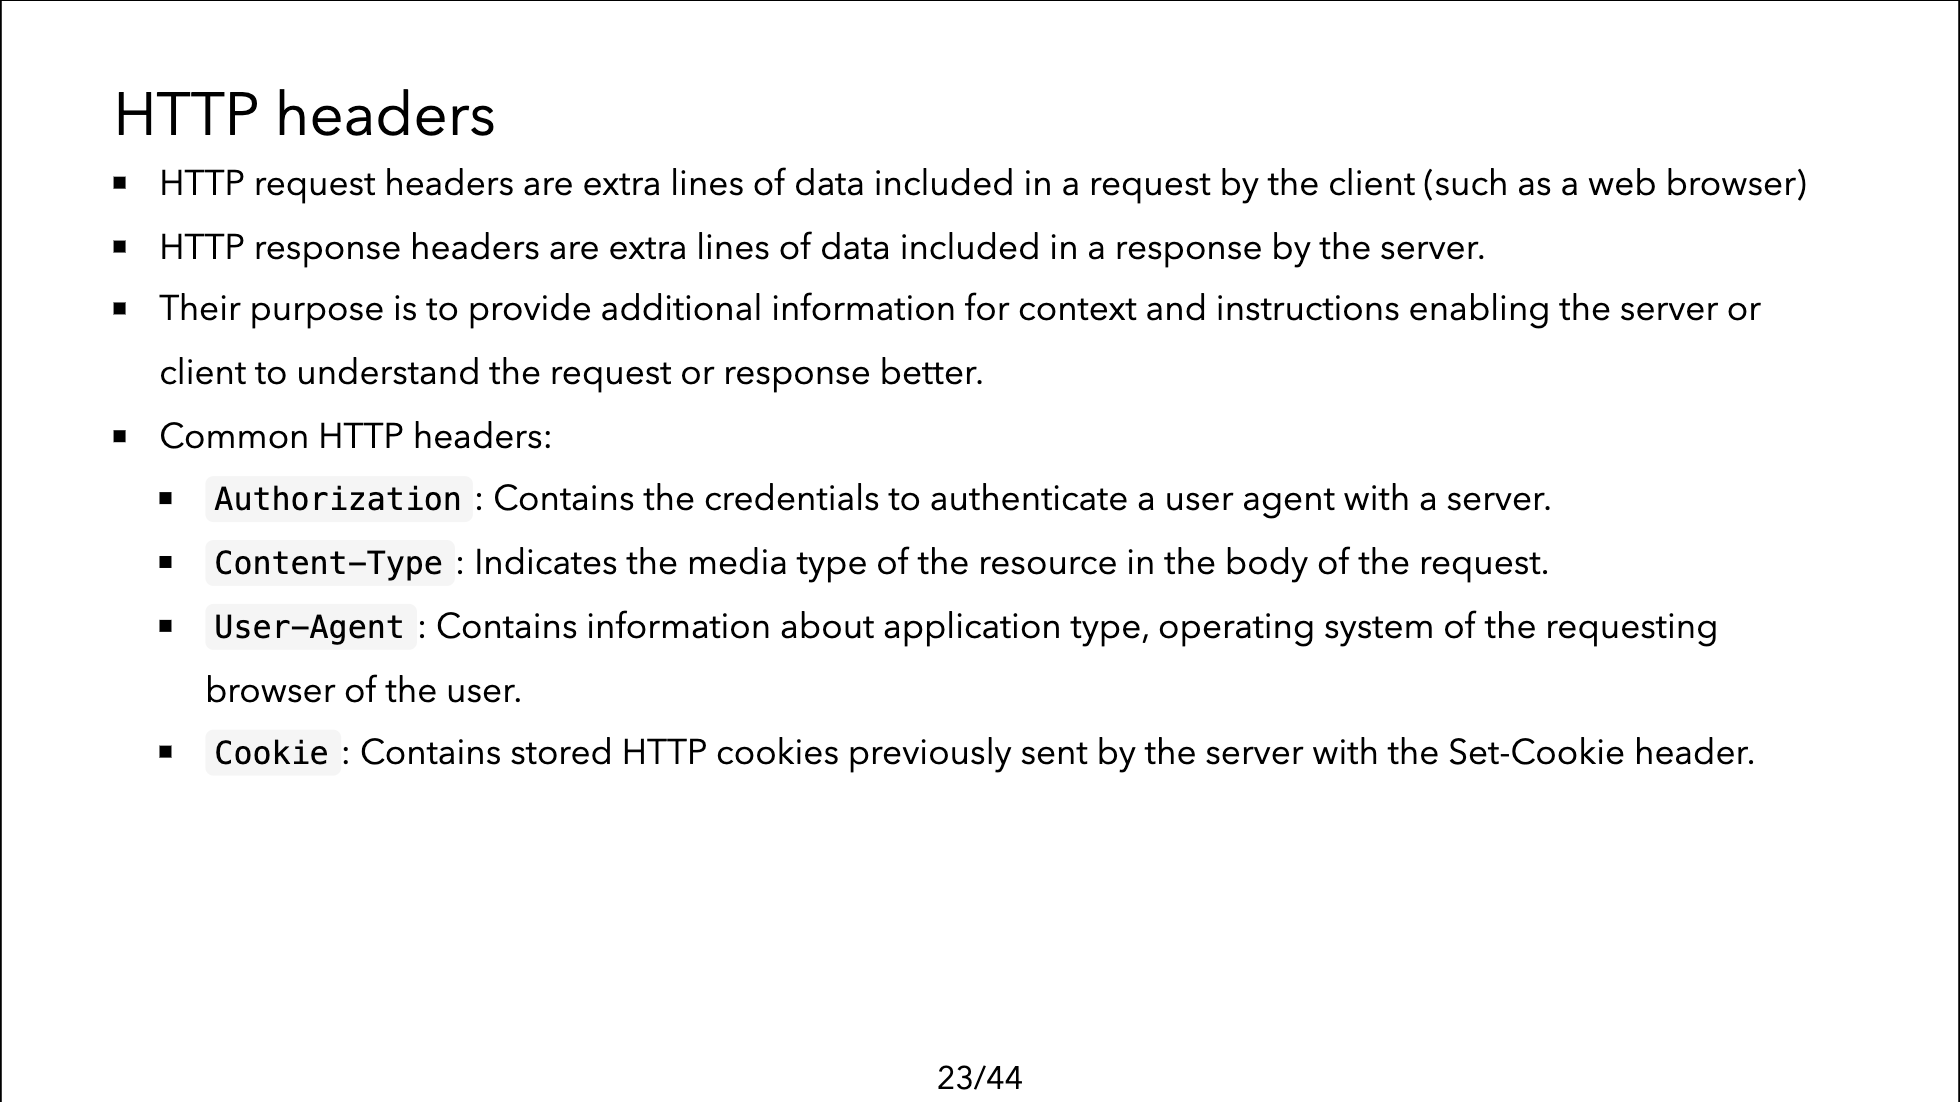 HTTP headers
▪ HTTP request headers are extra lines of data included in a request by the client (such as a web browser)
▪ HTTP response headers are extra lines of data included in a response by the server.
▪ Their purpose is to provide additional information for context and instructions enabling the server or
client to understand the request or response better.
▪ Common HTTP headers:
▪ Authorization : Contains the credentials to authenticate a user agent with a server.
▪ Content-Type : Indicates the media type of the resource in the body of the request.
▪ User-Agent : Contains information about application type, operating system of the requesting
browser of the user.
▪ Cookie : Contains stored HTTP cookies previously sent by the server with the Set-Cookie header.
23/44